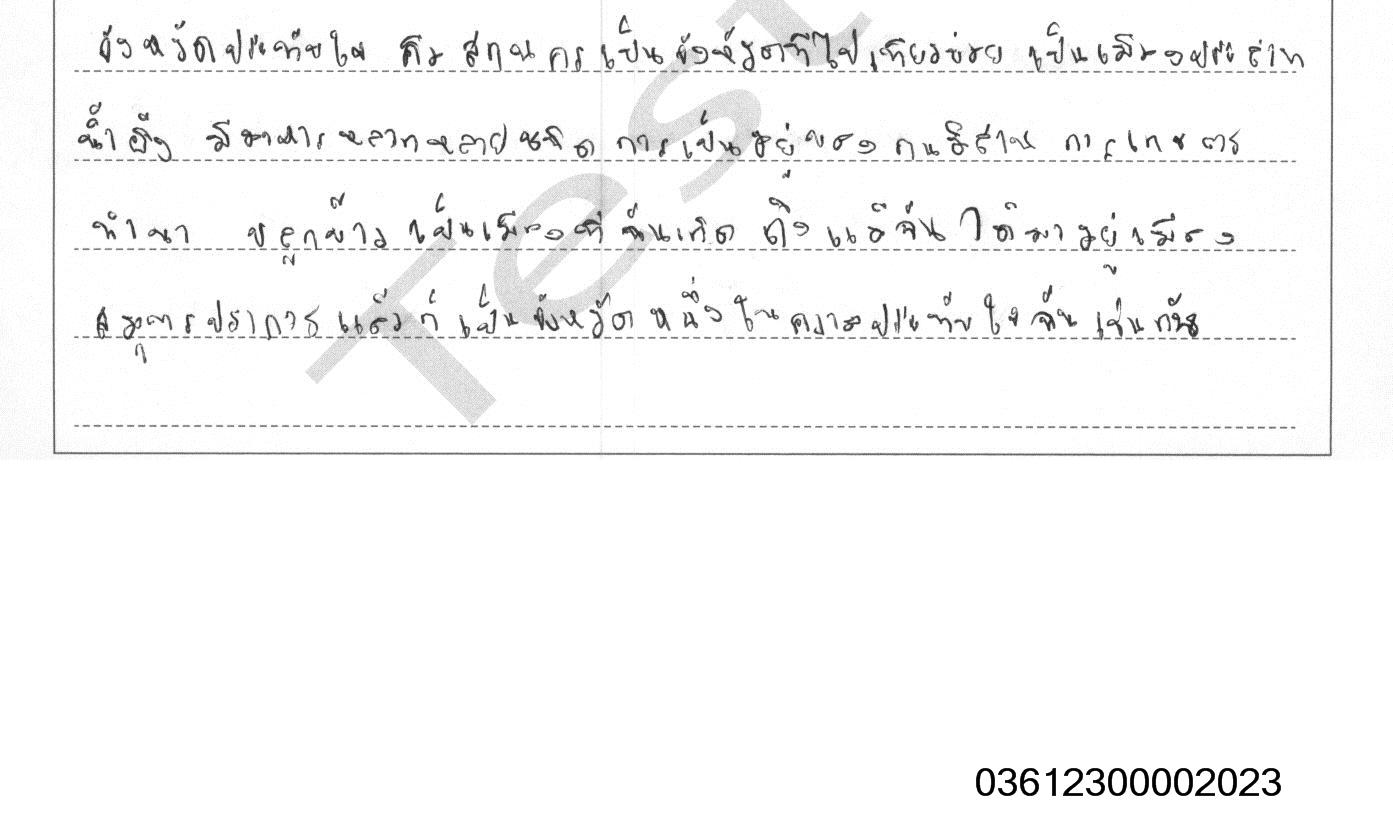 จังหวัดประทับใจ คือ สกลนคร เป็นจังหวัดที่ไปเที่ยวบ่อย เป็นเมืองปราสาท
น้ำผึ้ง มีอาหารหลากหลายชนิด การเป็นอยู่ของคนอีสาน การเกษตร
ทำนา ปลูกข้าว เป็นเมืองที่ฉันเกิด ถึงแม้ฉันได้มาอยู่เมือง
สมุทรปราการแล้วก็เป็นจังหวัดหนึ่งในความประทับใจฉันเช่นกัน
Test
03612300002023